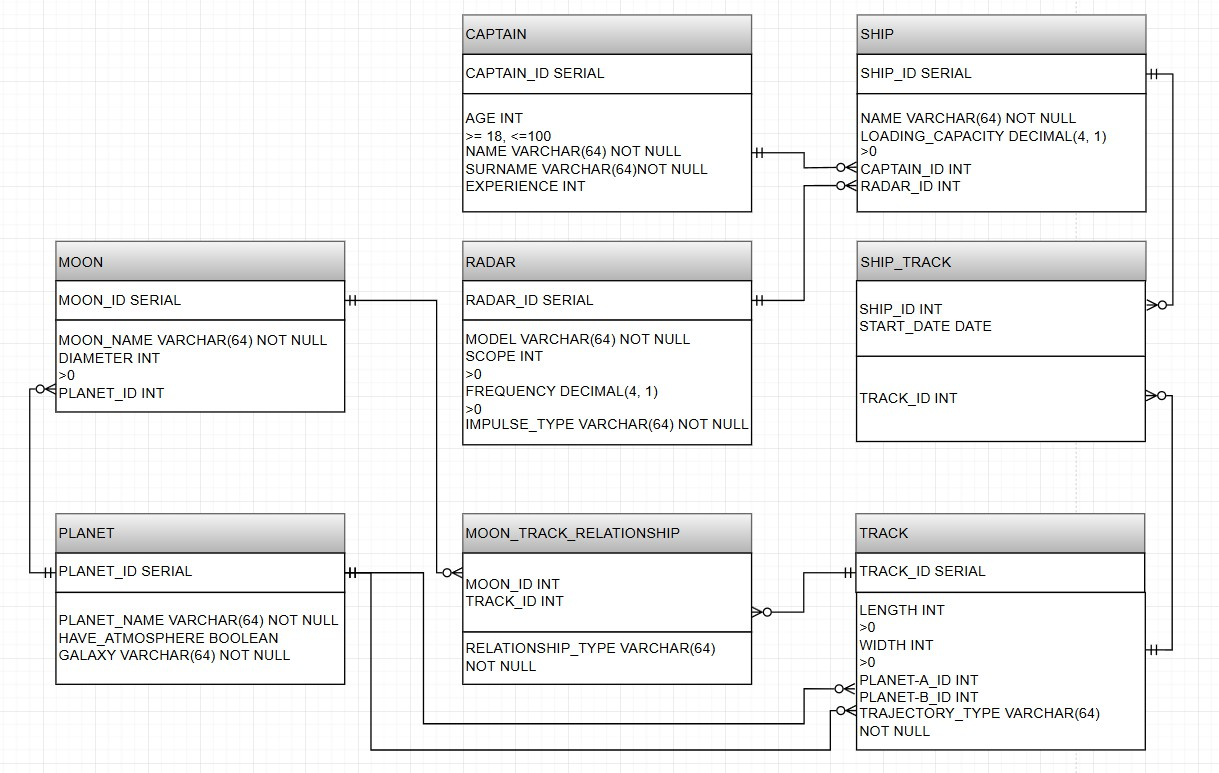 CAPTAIN
CAPTAIN_ID SERIAL
AGE INT
>= 18, <=100
NAME VARCHAR(64) NOT NULL
SURNAME VARCHAR(64)NOT NULL
EXPERIENCE INT
SHIP
SHIP_ID SERIAL
NAME VARCHAR(64) NOT NULL
LOADING_CAPACITY DECIMAL(4, 1)
>0
CAPTAIN_ID INT
RADAR_ID INT
MOON
MOON_ID SERIAL
MOON_NAME VARCHAR(64) NOT NULL
DIAMETER INT
>0
PLANET_ID INT
RADAR
RADAR_ID SERIAL
MODEL VARCHAR(64) NOT NULL
SCOPE INT
>0
FREQUENCY DECIMAL(4, 1)
>0
IMPULSE_TYPE VARCHAR(64) NOT NULL
SHIP_TRACK
SHIP_ID INT
START_DATE DATE
TRACK_ID INT
PLANET
PLANET_ID SERIAL
PLANET_NAME VARCHAR(64) NOT NULL
HAVE_ATMOSPHERE BOOLEAN
GALAXY VARCHAR(64) NOT NULL
MOON_TRACK_RELATIONSHIP
MOON_ID INT
TRACK_ID INT
RELATIONSHIP_TYPE VARCHAR(64)
NOT NULL
TRACK
TRACK_ID SERIAL
LENGTH INT
>0
WIDTH INT
>0
PLANET-A_ID INT
PLANET-B_ID INT
TRAJECTORY_TYPE VARCHAR(64)
NOT NULL